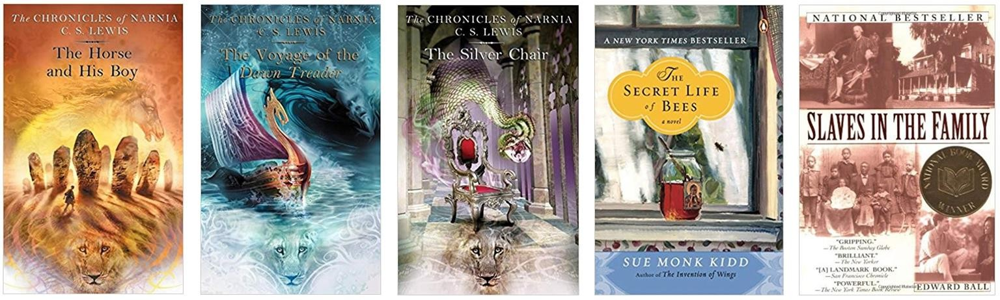 The CHRONICLES of NARNIA
C. S. LEWIS
The Horse
and His Boy
The CHRONICLES of NARNIA
C. S. LEWIS
The Voyage of the
Dawn Treader
The CHRONICLES of NARNIA
C. S. LEWIS
The Silver Chair
A NEW YORK TIMES BESTSELLER
THE
SECRET LIFE
of BEES
a novel
SUE MONK KIDD
Author of The Invention of Wings
Copyrighted Material
NATIONAL BESTSELLER
SLAVES IN THE FAMILY
NATIONAL BOOK AWARD
WINNER
"GRIPPING."
—The Boston Sunday Globe
"BRILLIANT."
—The New Yorker
"[A] LANDMARK BOOK."
—San Francisco Chronicle
"POWERFUL."
—The New York Times Book Review
Copyrighted Material
EDWARD BALL